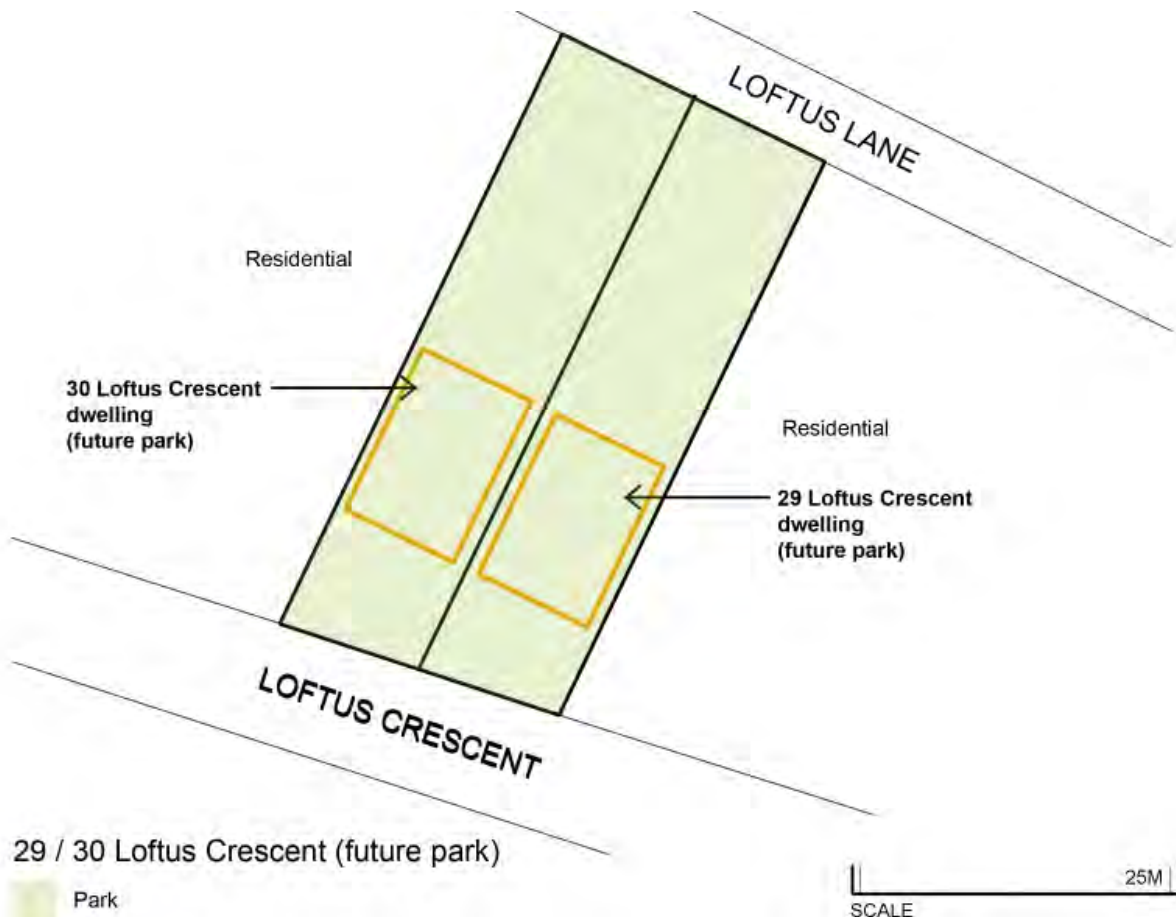 LOFTUS LANE
Residential
30 Loftus Crescent
dwelling
(future park)
Residential
29 Loftus Crescent
dwelling
(future park)
LOFTUS CRESCENT
29 / 30 Loftus Crescent (future park)
Park
25M
SCALE